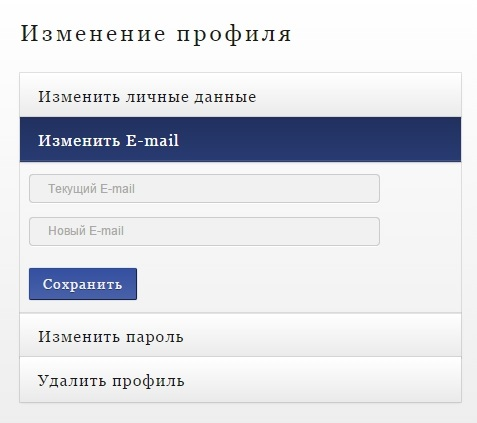 Изменение профиля
Изменить личные данные
Изменить E-mail
Текущий E-mail
Новый E-mail
Сохранить
Изменить пароль
Удалить профиль